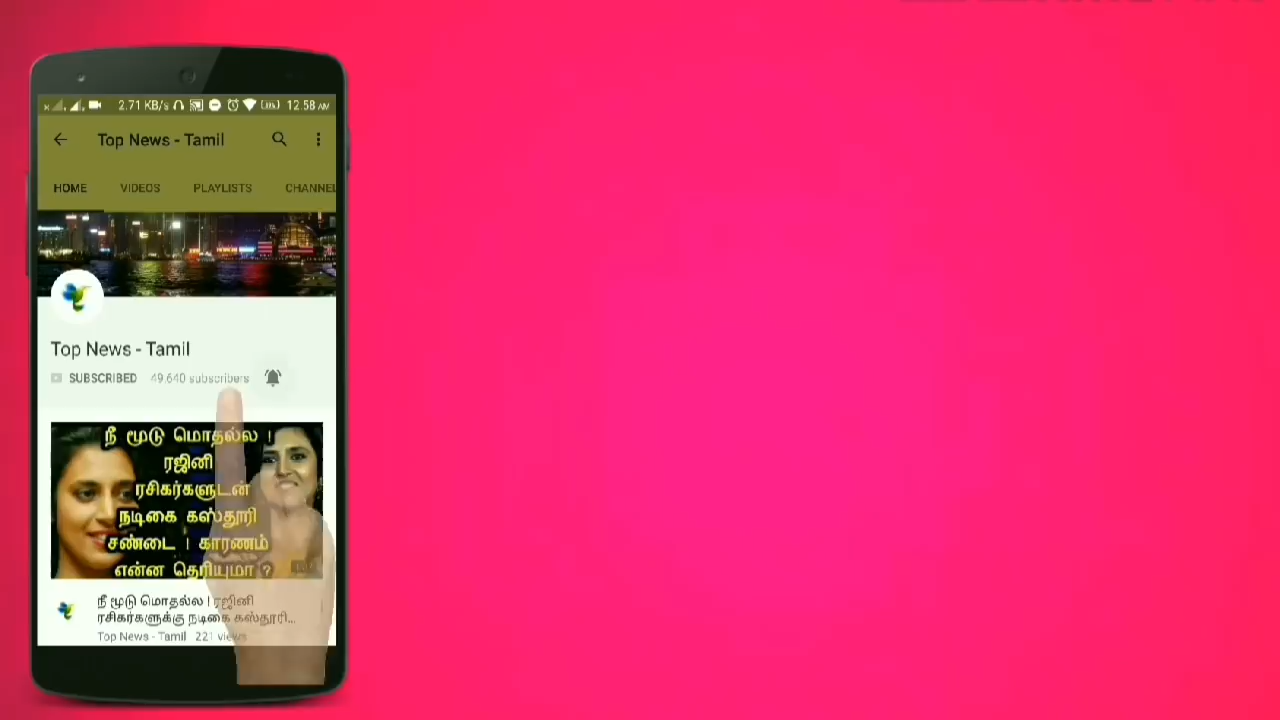 2.71 KB/s 12:58 AM
Top News - Tamil
HOME VIDEOS PLAYLISTS CHANNEL
Top News - Tamil
SUBSCRIBED 49,640 subscribers
நீ மூடு மொதல்ல !
ரஜினி
ரசிகர்களுடன்
நடிகை கஸ்தூரி
சண்டை ! காரணம்
என்ன தெரியுமா ?
நீ மூடு மொதல்ல ! ரஜினி
ரசிகர்களுக்கு நடிகை கஸ்தூரி...
Top News - Tamil 221 views